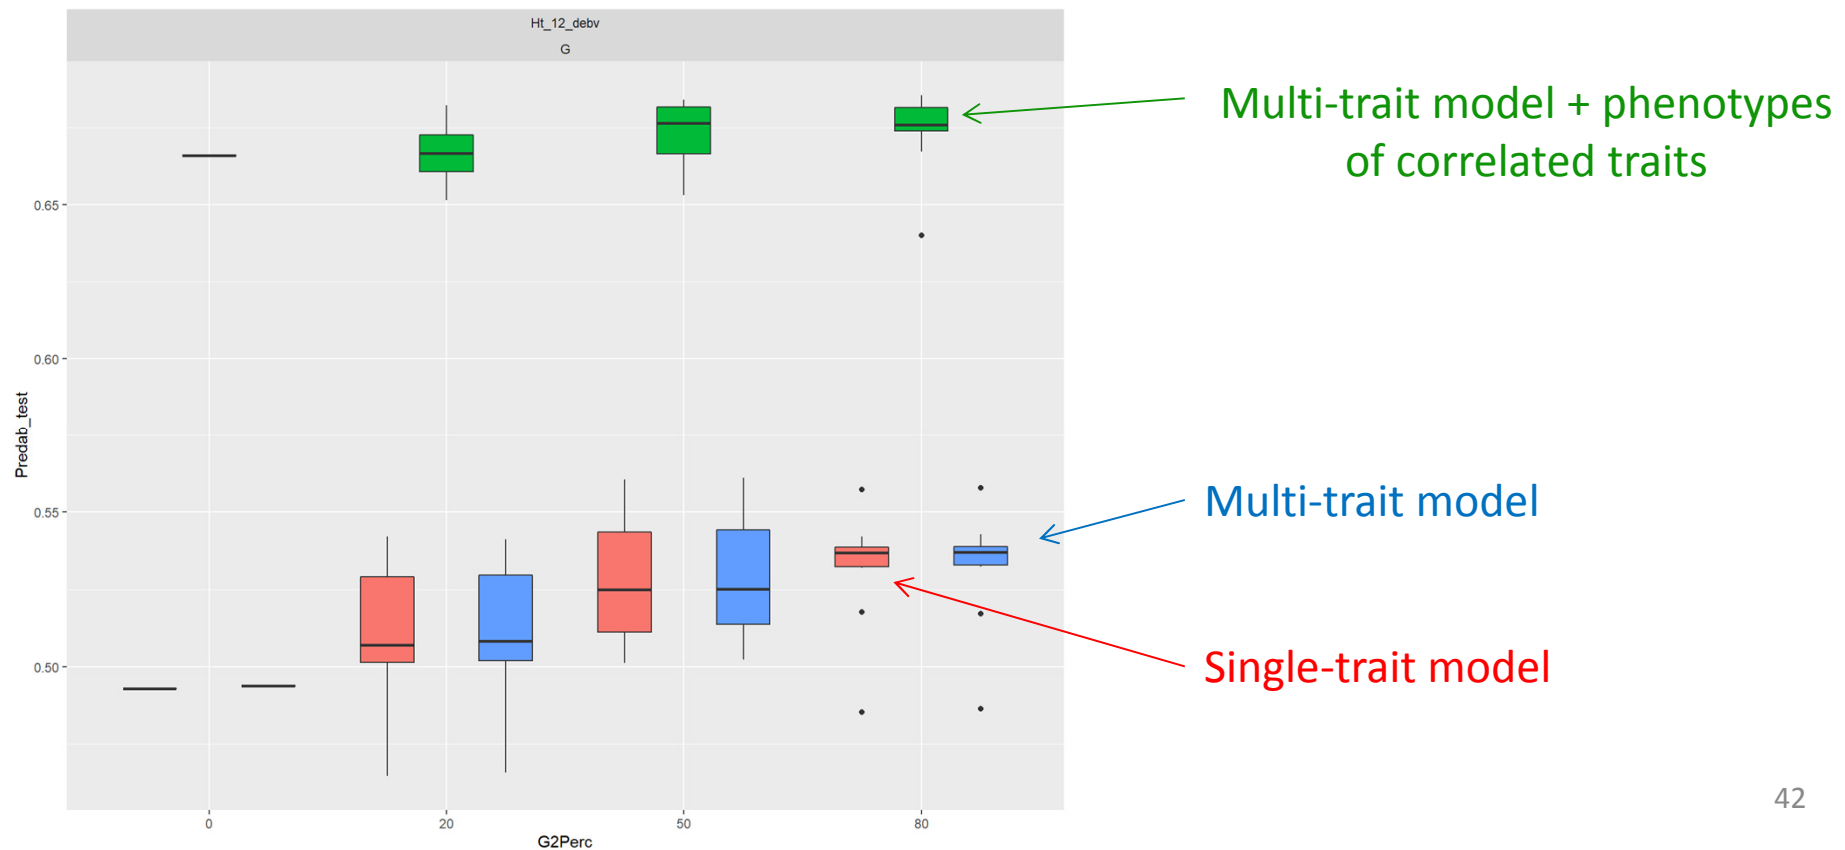 Ht_12_debv
G
Multi-trait model + phenotypes
of correlated traits
0.65
0.60
Predab_test
0.55
Multi-trait model
0.50
Single-trait model
0
20
50
80
G2Perc
42